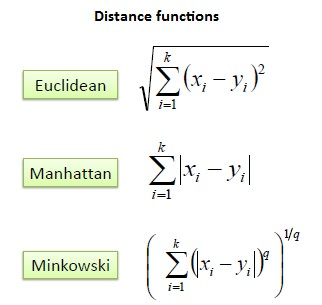 Distance functions
Euclidean √(∑_{i=1}^{k} (x_i − y_i)^2)
Manhattan ∑_{i=1}^{k} |x_i − y_i|
Minkowski (∑_{i=1}^{k} (|x_i − y_i|)^q)^{1/q}